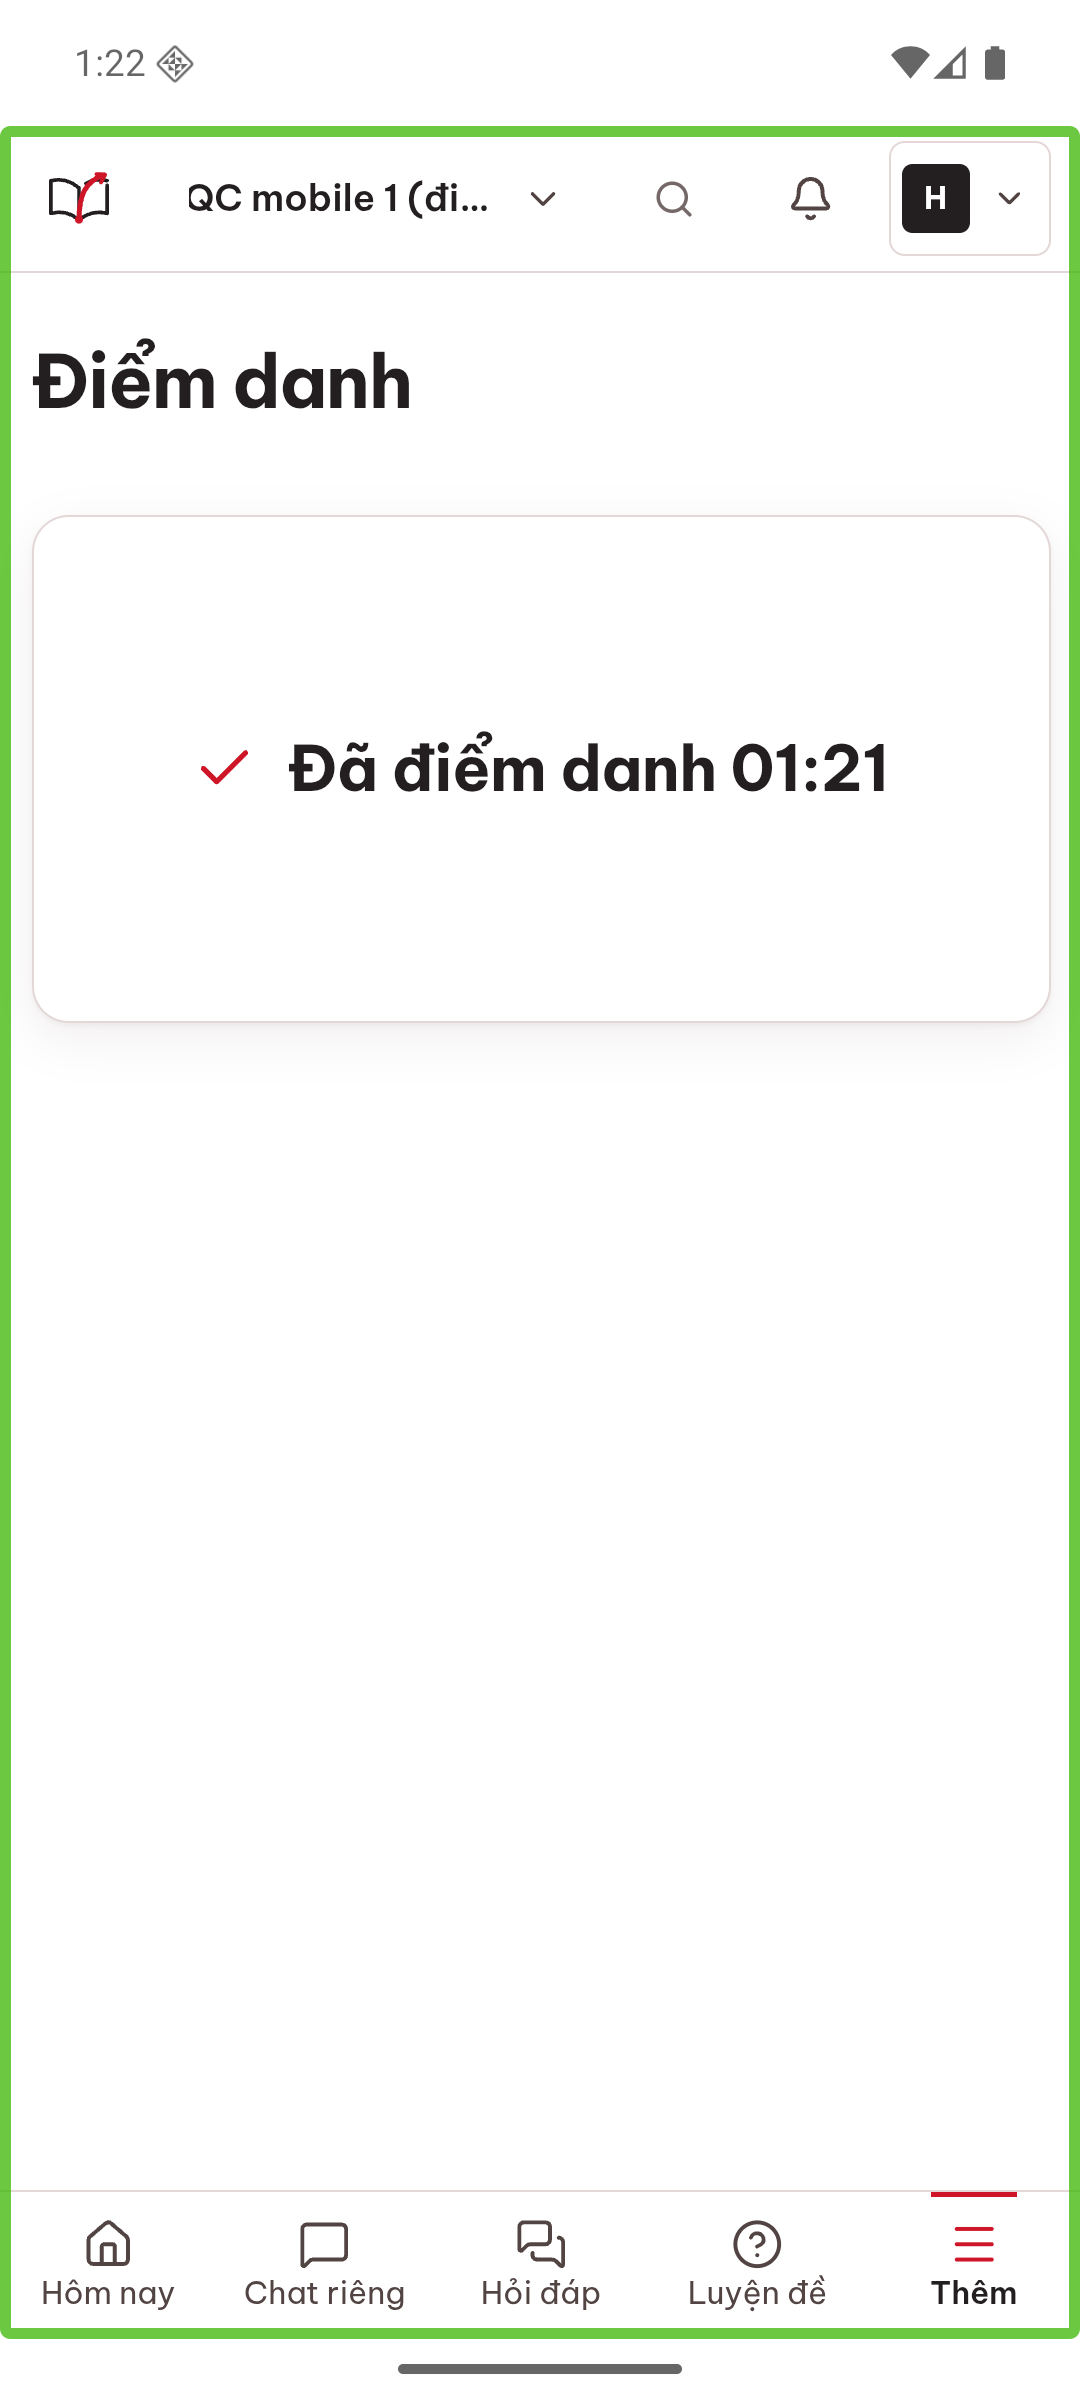 1:22
QC mobile 1 (đi...
H
Điểm danh
Đã điểm danh 01:21
Hôm nay
Chat riêng
Hỏi đáp
Luyện đề
Thêm